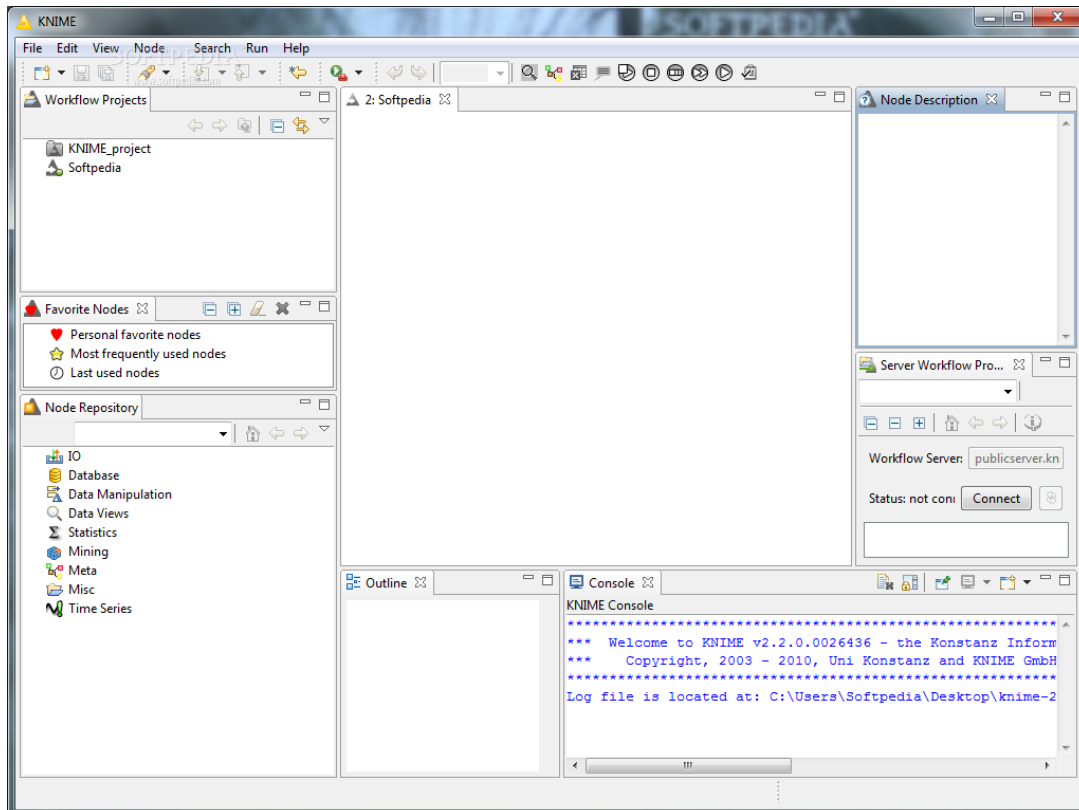 KNIME
SOFTPEDIA
File Edit View Node Search Run Help
SOFTPEDIA
www.softpedia.com
Workflow Projects
KNIME_project
Softpedia
2: Softpedia
Node Description
Favorite Nodes
Personal favorite nodes
Most frequently used nodes
Last used nodes
Server Workflow Pro...
Workflow Server: publicserver.kn
Status: not con Connect
Node Repository
IO
Database
Data Manipulation
Data Views
Statistics
Mining
Meta
Misc
Time Series
Outline
Console
KNIME Console
**********************************************************
*** Welcome to KNIME v2.2.0.0026436 - the Konstanz Inform
*** Copyright, 2003 - 2010, Uni Konstanz and KNIME GmbH
**********************************************************
Log file is located at: C:\Users\Softpedia\Desktop\knime-2